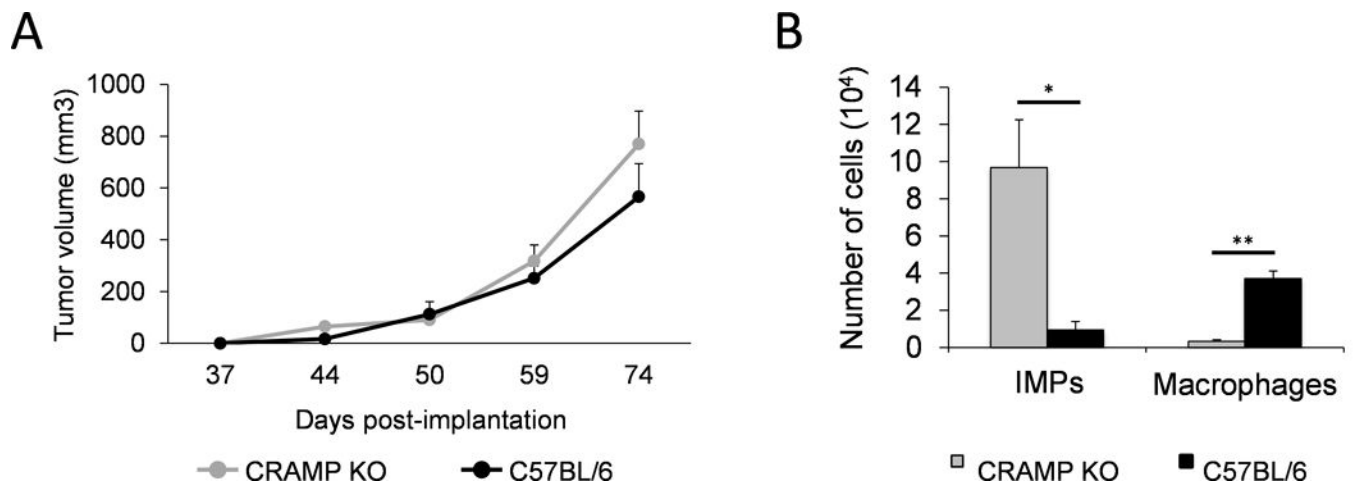 A
Tumor volume (mm3)
1000
800
600
400
200
0
37 44 50 59 74
Days post-implantation
CRAMP KO C57BL/6
B
Number of cells (10⁴)
14
12
10
8
6
4
2
0
*
**
IMPs Macrophages
CRAMP KO C57BL/6